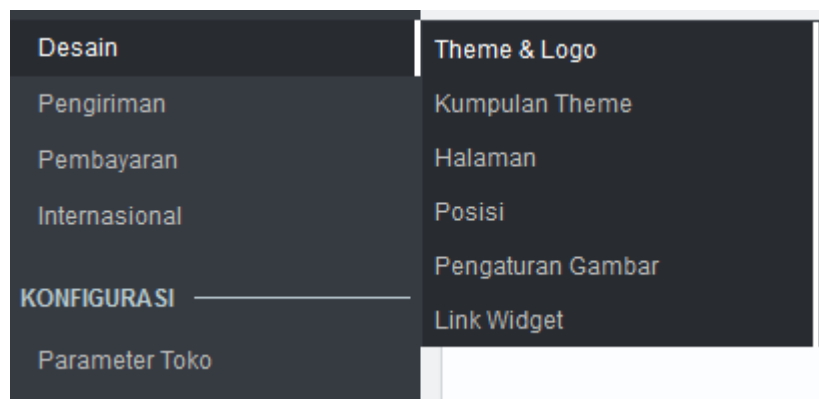 Desain
Pengiriman
Pembayaran
Internasional
KONFIGURASI
Parameter Toko
Theme & Logo
Kumpulan Theme
Halaman
Posisi
Pengaturan Gambar
Link Widget